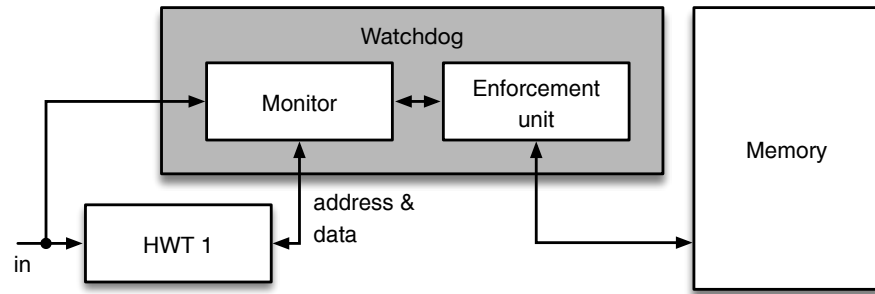 Watchdog
Monitor
Enforcement
unit
Memory
address &
data
HWT 1
in